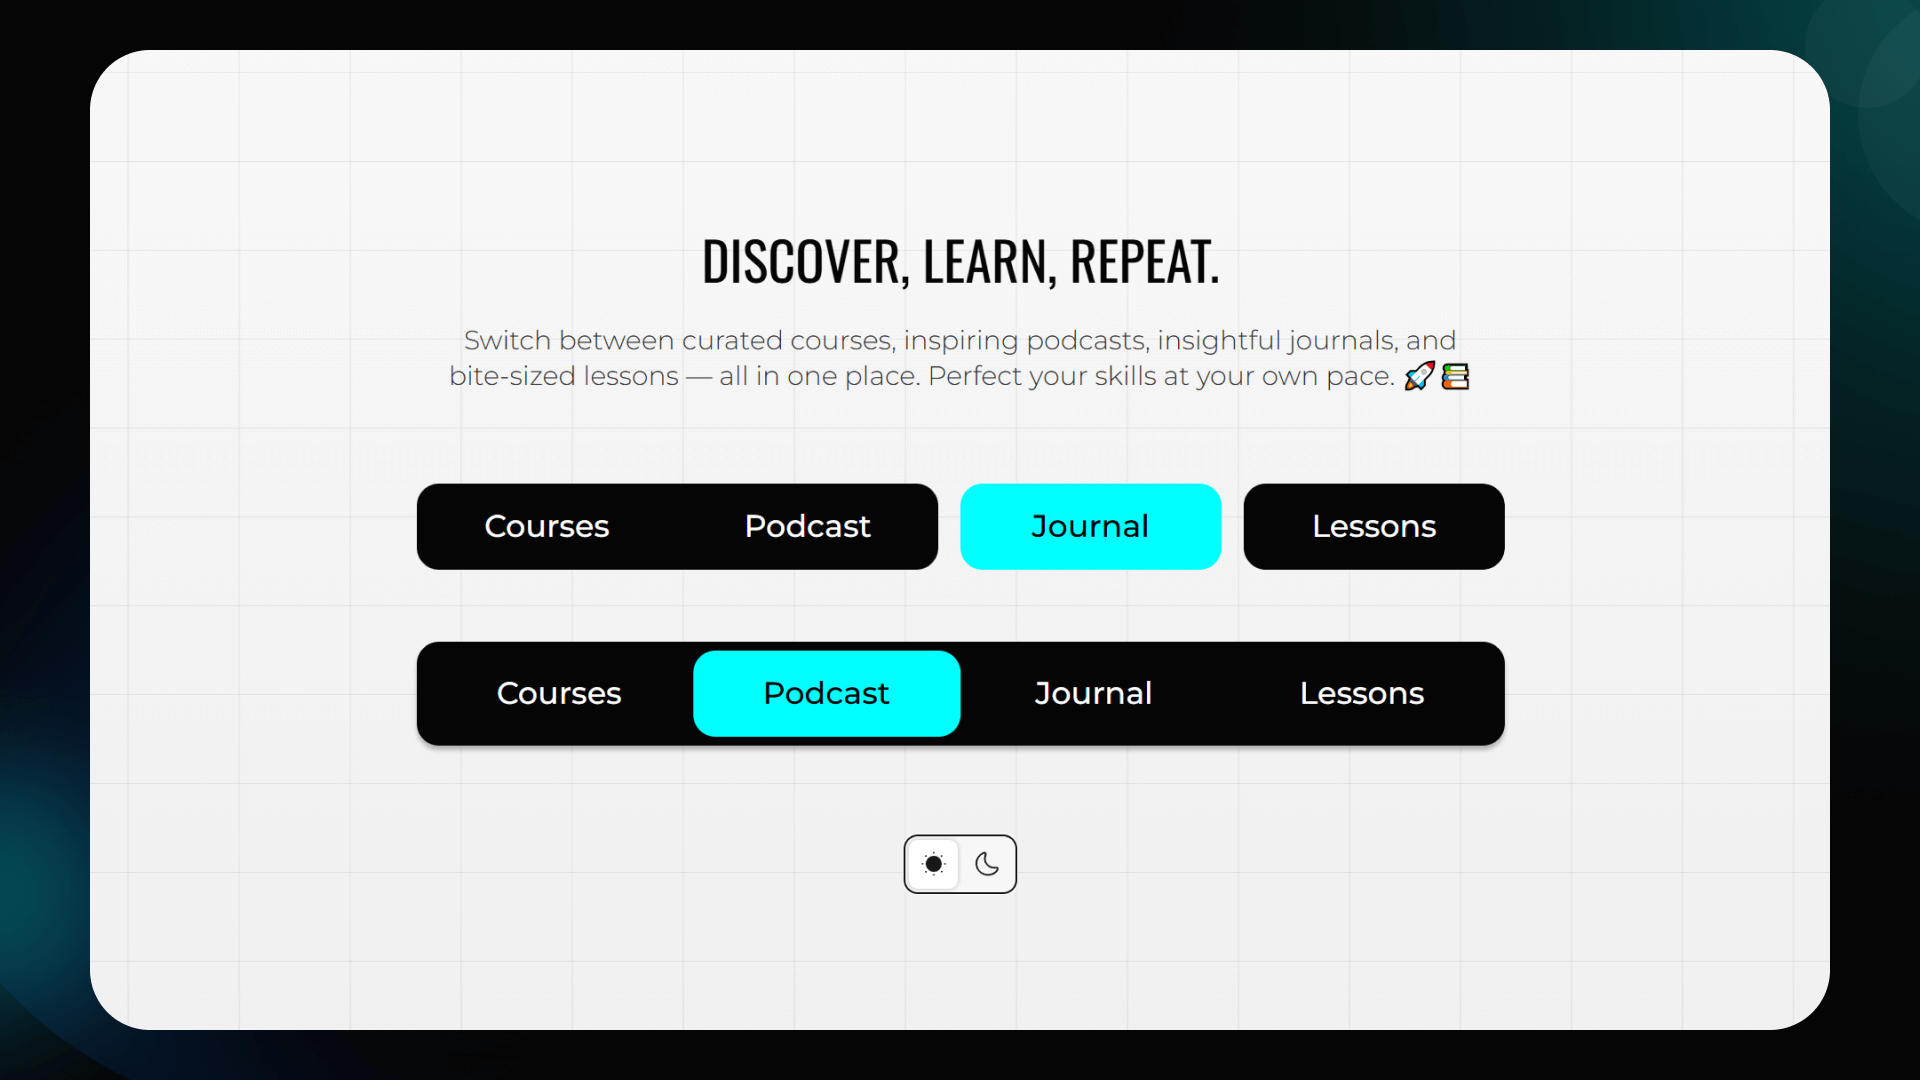 DISCOVER, LEARN, REPEAT.
Switch between curated courses, inspiring podcasts, insightful journals, and
bite-sized lessons — all in one place. Perfect your skills at your own pace. 🚀📚
Courses Podcast Journal Lessons
Courses Podcast Journal Lessons